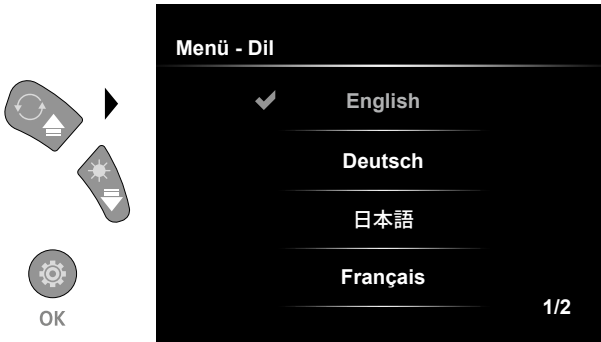 Menü - Dil
English
Deutsch
日本語
Français
1/2
OK